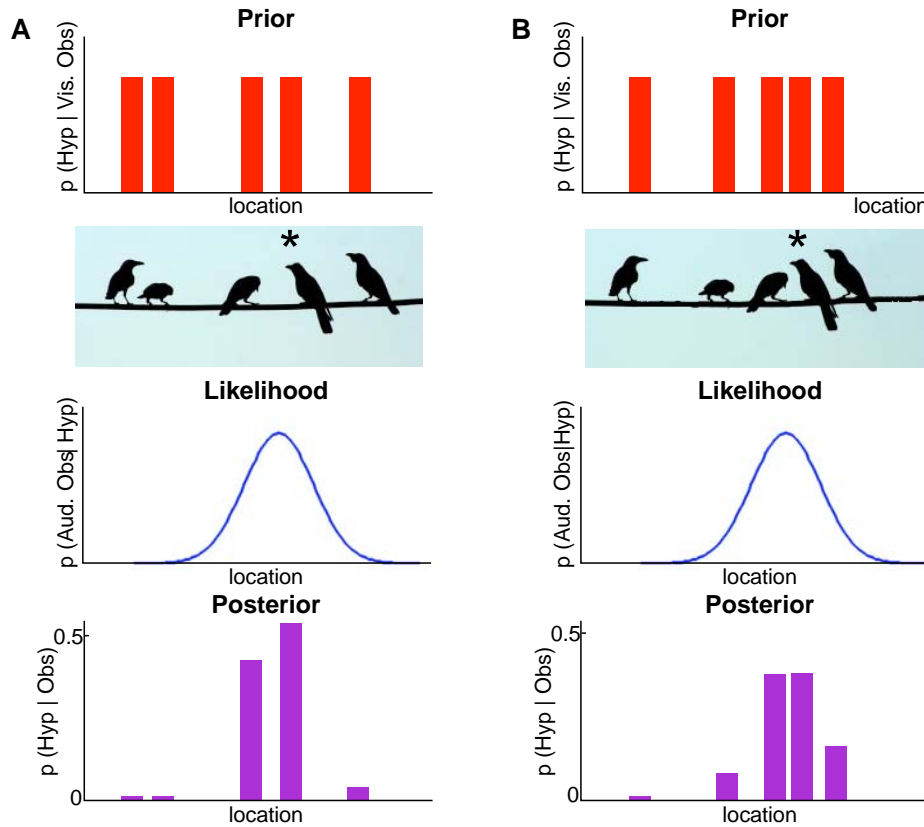 A
Prior
p (Hyp | Vis. Obs)
location
*
Likelihood
p (Aud. Obs| Hyp)
location
Posterior
0.5
p (Hyp | Obs)
0
location
B
Prior
p (Hyp | Vis. Obs)
location
*
Likelihood
p (Aud. Obs|Hyp)
location
Posterior
0.5
p (Hyp | Obs)
0
location